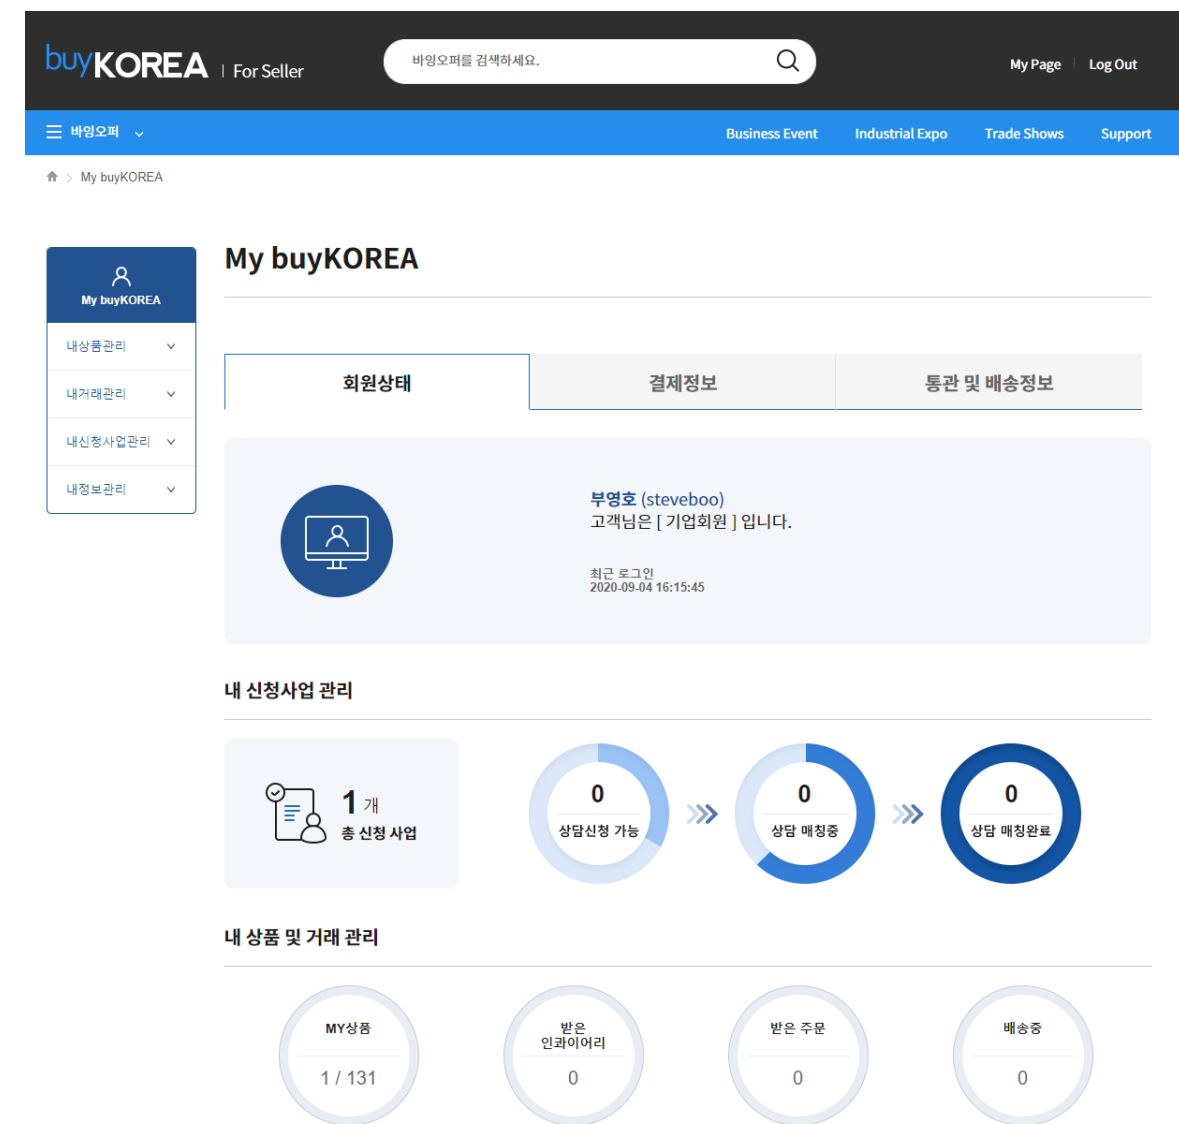 buyKOREA | For Seller
바잉오퍼를 검색하세요.
My Page
Log Out
바잉오퍼
Business Event
Industrial Expo
Trade Shows
Support
> My buyKOREA
My buyKOREA
내상품관리
내거래관리
내신청사업관리
내정보관리
My buyKOREA
회원상태
결제정보
통관 및 배송정보
부영호 (steveboo)
고객님은 [ 기업회원 ] 입니다.
최근 로그인
2020-09-04 16:15:45
내 신청사업 관리
1 개
총 신청 사업
0
상담신청 가능
0
상담 매칭중
0
상담 매칭완료
내 상품 및 거래 관리
MY상품
1 / 131
받은
인콰이어리
0
받은 주문
0
배송중
0